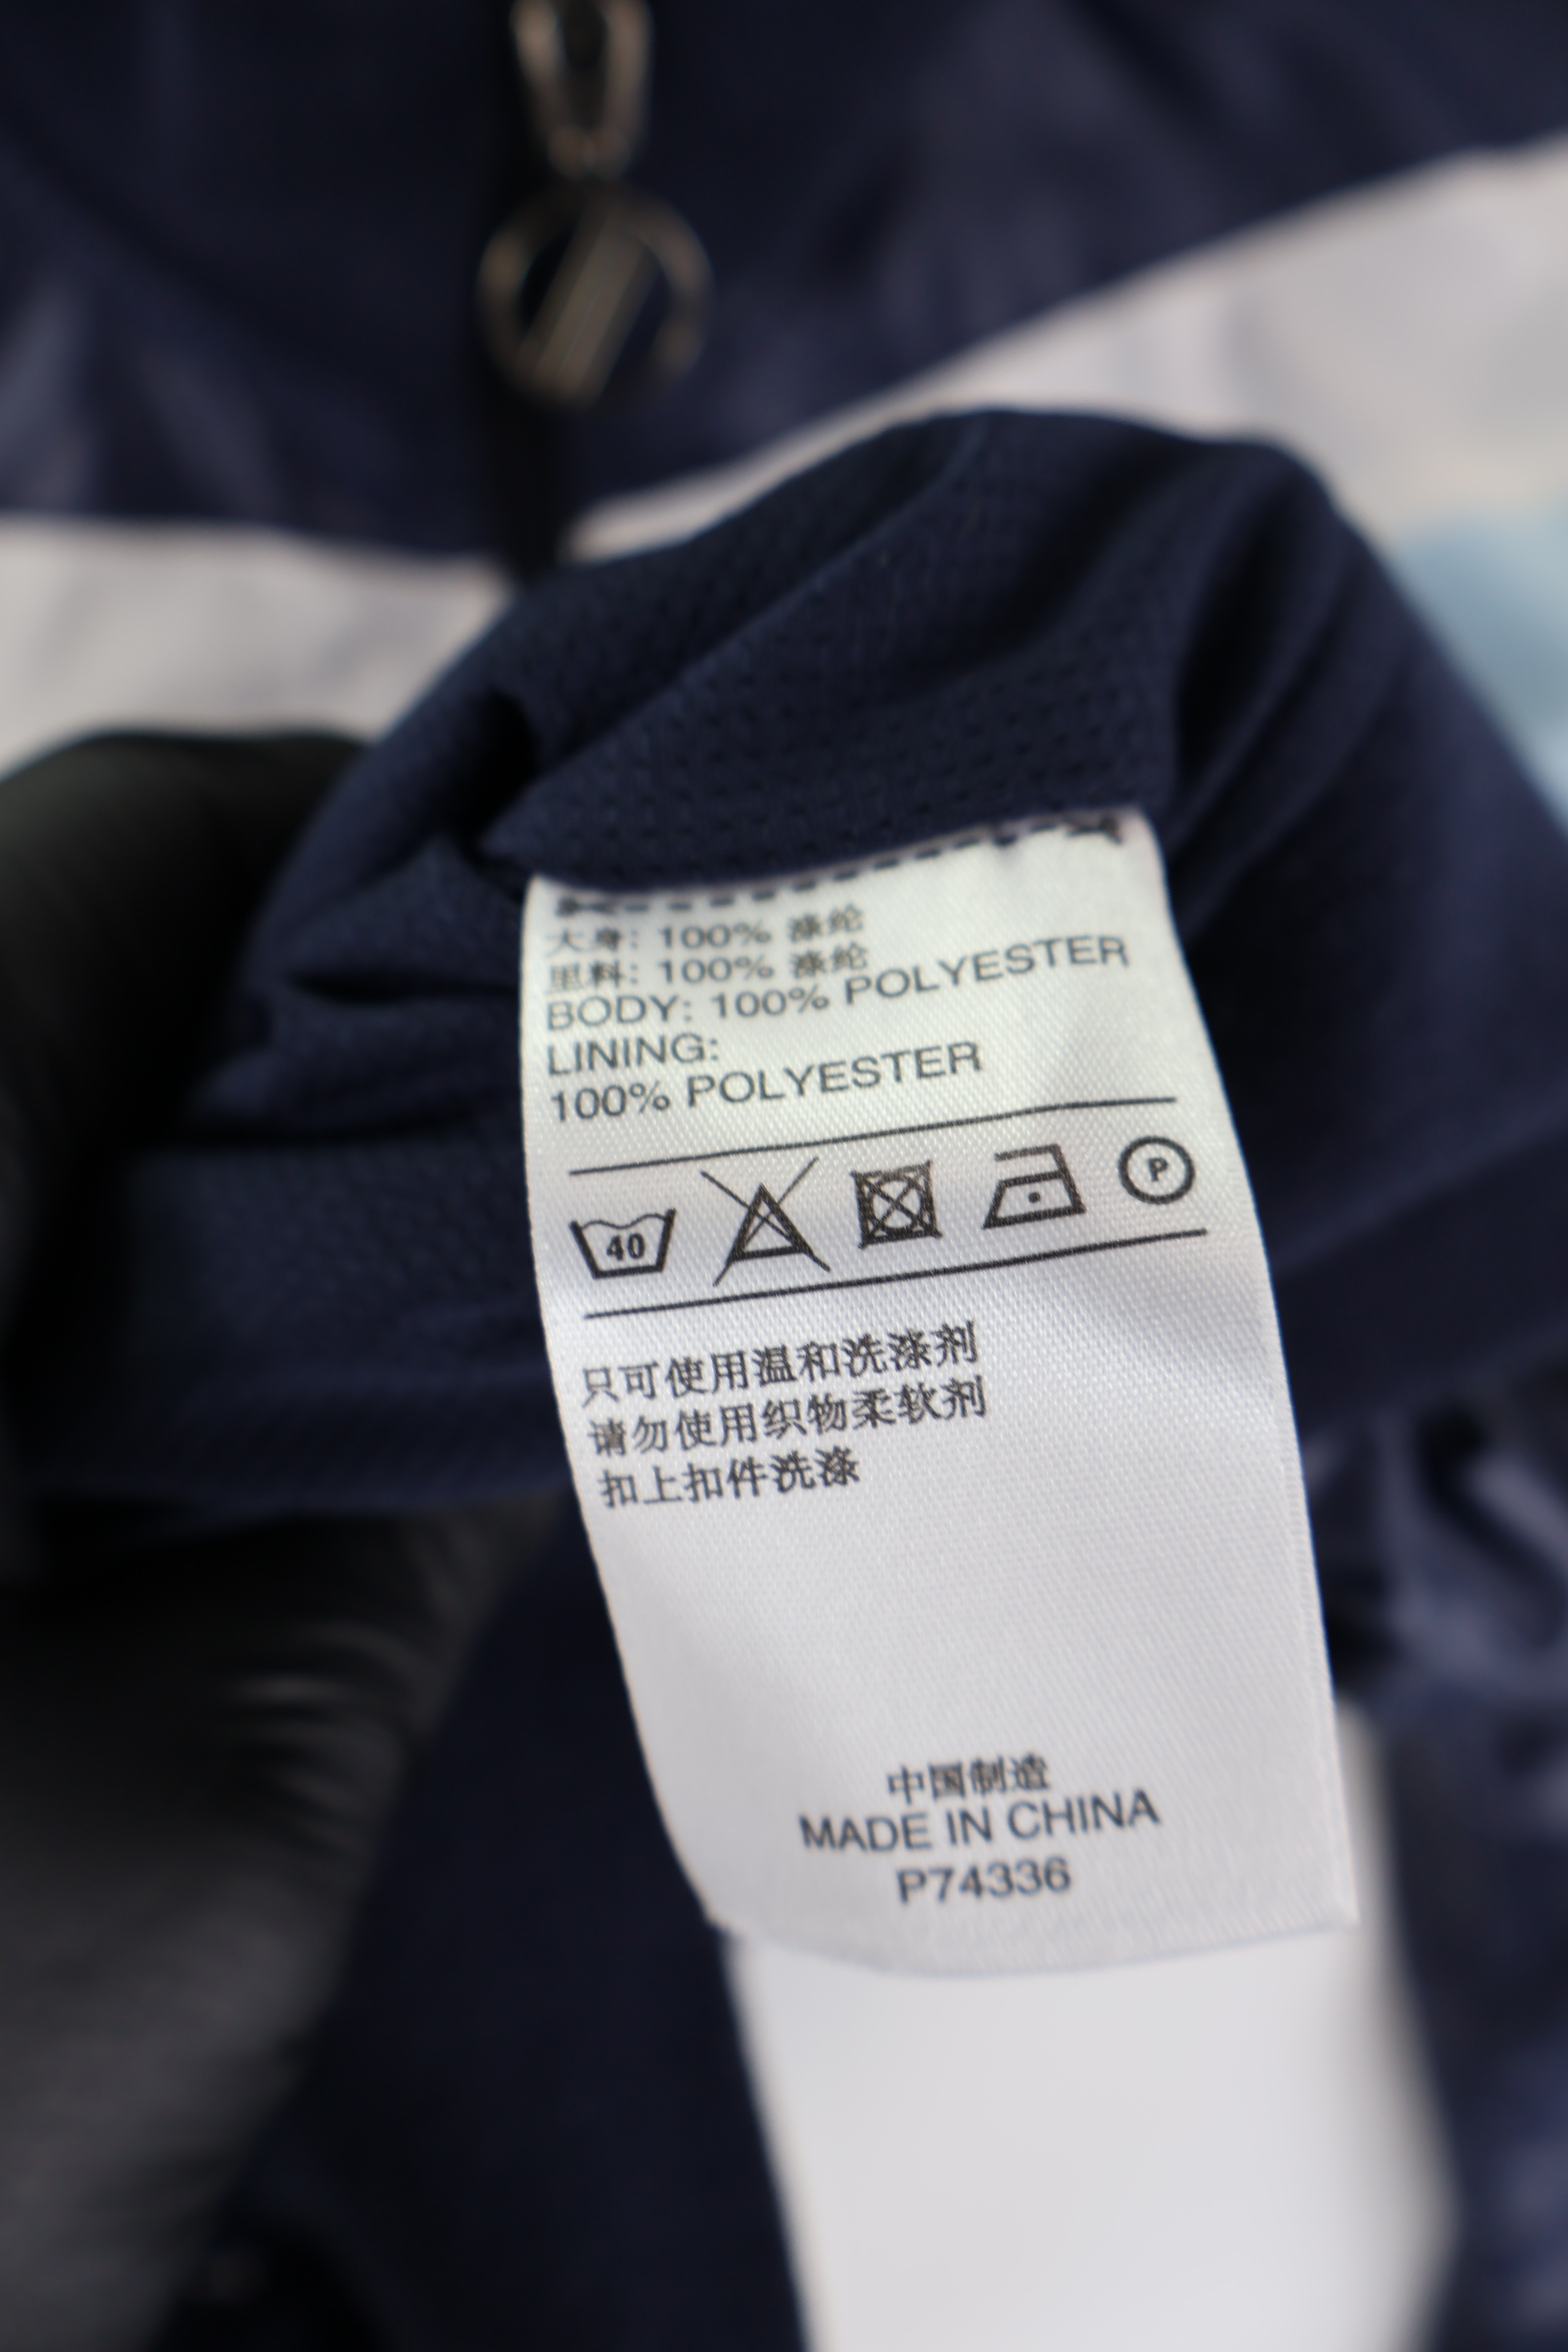 大身: 100% 涤纶
里料: 100% 涤纶
BODY: 100% POLYESTER
LINING:
100% POLYESTER
40 P
只可使用温和洗涤剂
请勿使用织物柔软剂
扣上扣件洗涤
中国制造
MADE IN CHINA
P74336